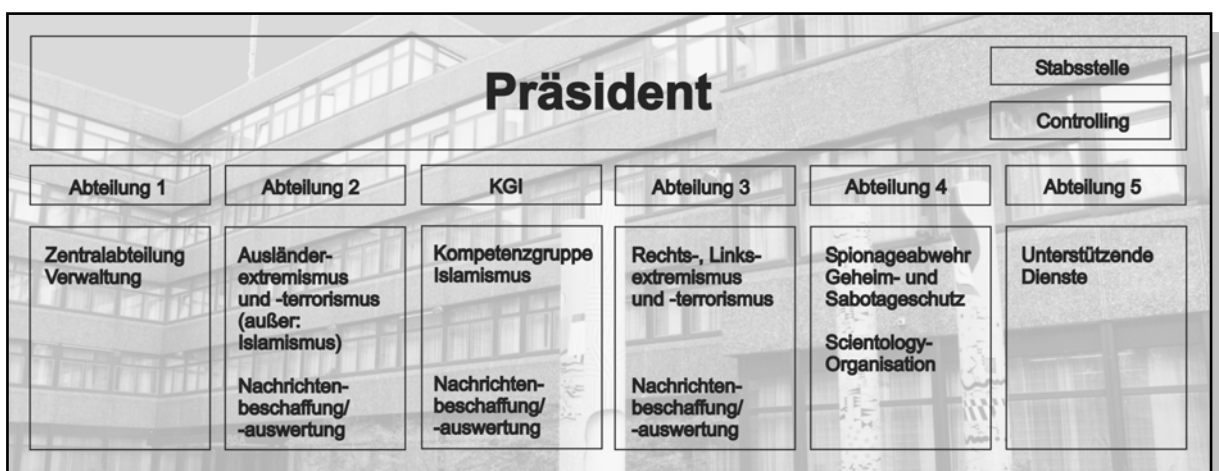 Präsident
Stabsstelle
Controlling
Abteilung 1
Abteilung 2
KGI
Abteilung 3
Abteilung 4
Abteilung 5
Zentralabteilung
Verwaltung
Ausländer-
extremismus
und -terrorismus
(außer:
Islamismus)
Nachrichten-
beschaffung/
-auswertung
Kompetenzgruppe
Islamismus
Nachrichten-
beschaffung/
-auswertung
Rechts-, Links-
extremismus
und -terrorismus
Nachrichten-
beschaffung/
-auswertung
Spionageabwehr
Geheim- und
Sabotageschutz
Scientology-
Organisation
Unterstützende
Dienste